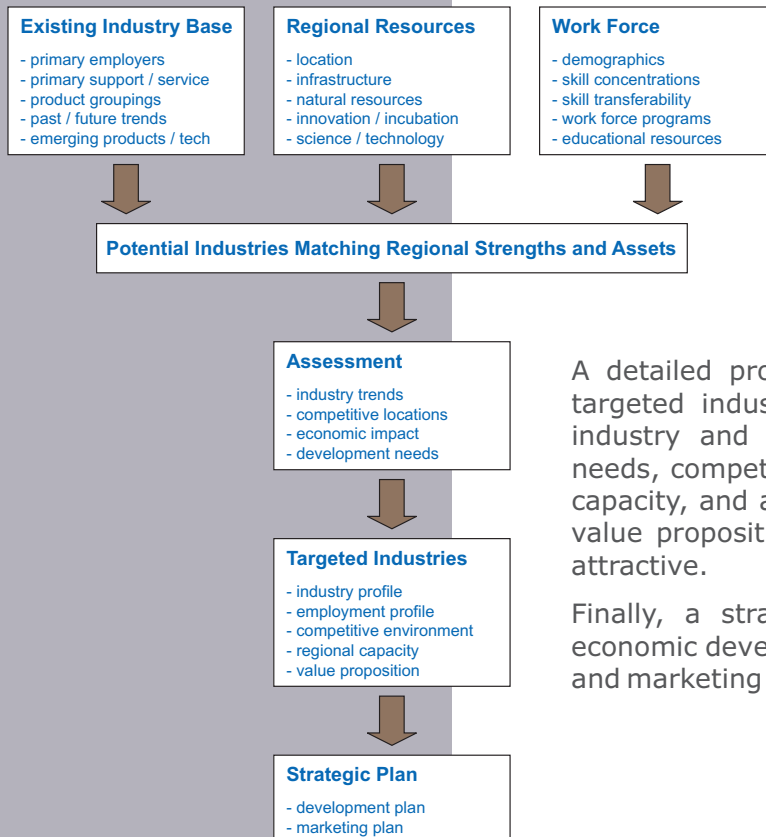 Existing Industry Base
- primary employers
- primary support / service
- product groupings
- past / future trends
- emerging products / tech
Regional Resources
- location
- infrastructure
- natural resources
- innovation / incubation
- science / technology
Work Force
- demographics
- skill concentrations
- skill transferability
- work force programs
- educational resources
Potential Industries Matching Regional Strengths and Assets
Assessment
- industry trends
- competitive locations
- economic impact
- development needs
Targeted Industries
- industry profile
- employment profile
- competitive environment
- regional capacity
- value proposition
Strategic Plan
- development plan
- marketing plan
A detailed pro
targeted indus
industry and
needs, compet
capacity, and a
value proposit
attractive.
Finally, a stra
economic deve
and marketing